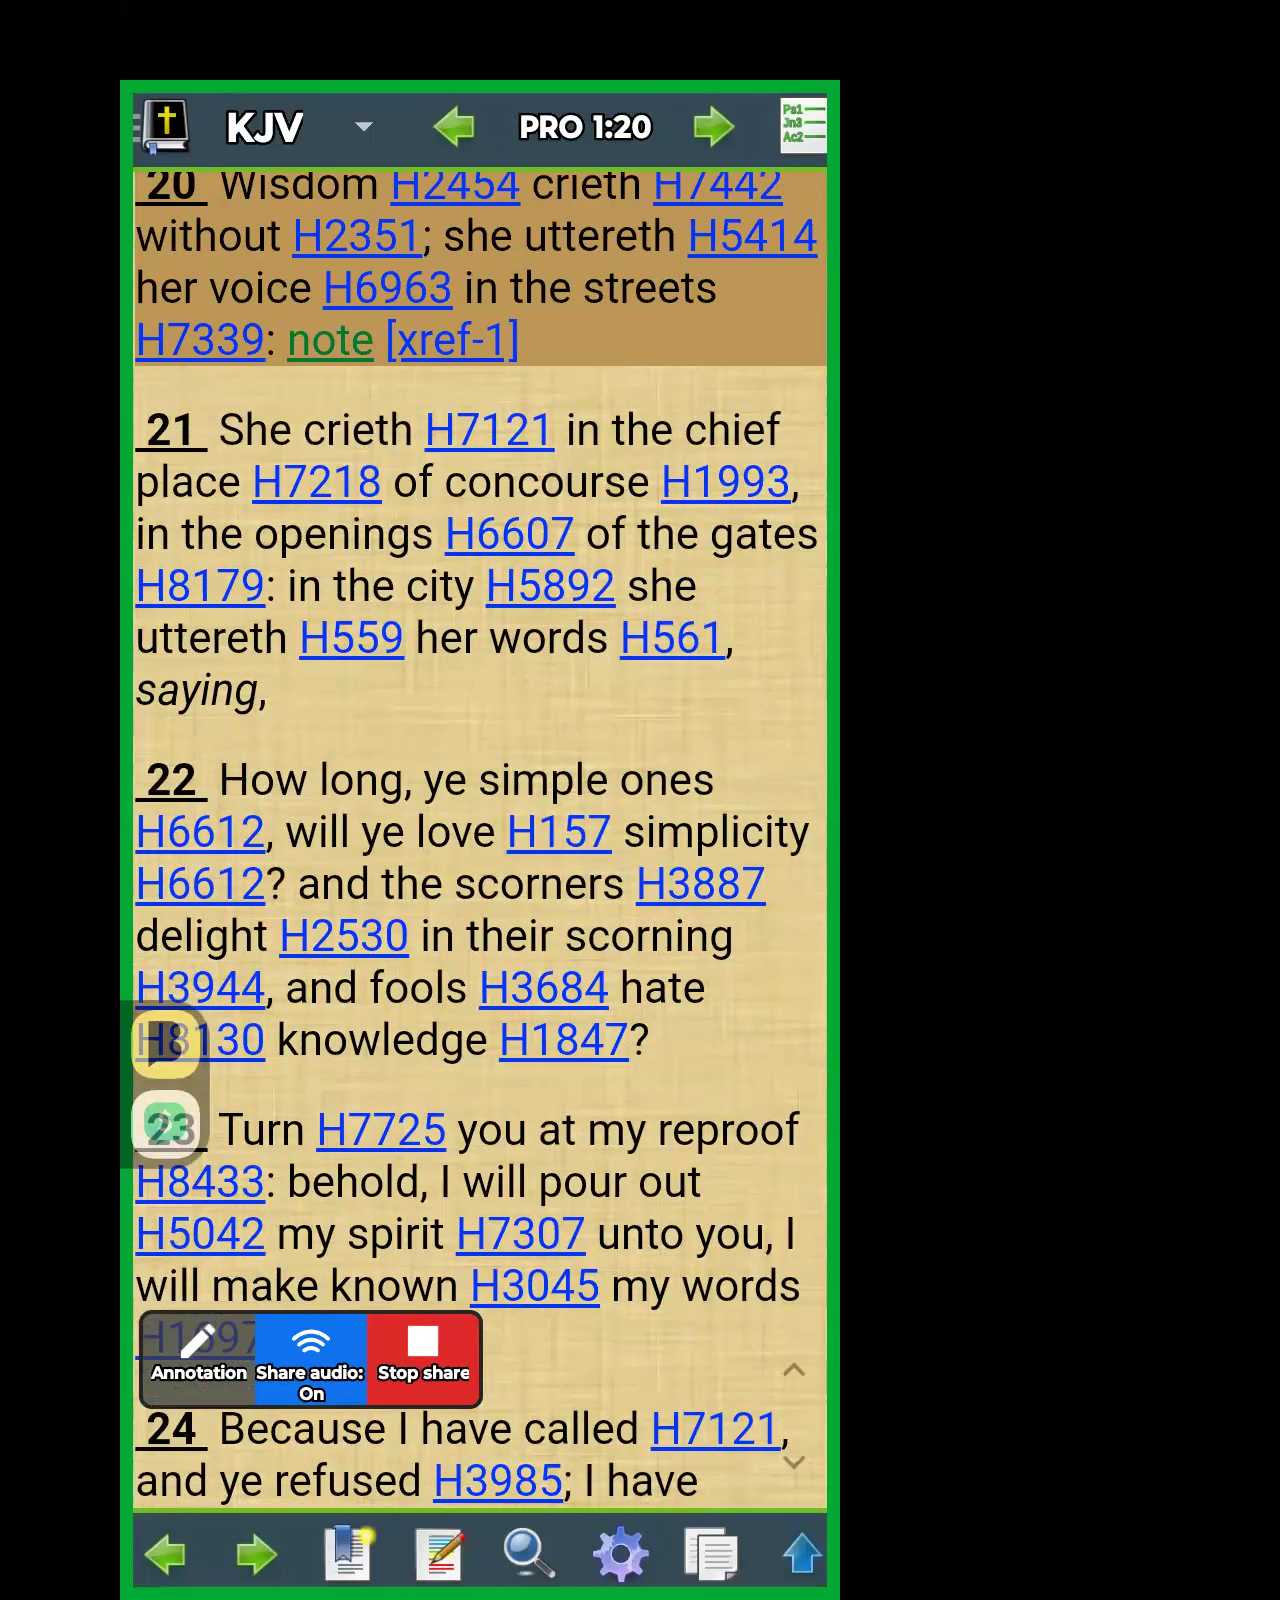 KJV PRO 1:20
Ps1
Jn3
Ac2
20 Wisdom H2454 crieth H7442
without H2351; she uttereth H5414
her voice H6963 in the streets
H7339: note [xref-1]
21 She crieth H7121 in the chief
place H7218 of concourse H1993,
in the openings H6607 of the gates
H8179: in the city H5892 she
uttereth H559 her words H561,
saying,
22 How long, ye simple ones
H6612, will ye love H157 simplicity
H6612? and the scorners H3887
delight H2530 in their scorning
H3944, and fools H3684 hate
H8130 knowledge H1847?
23 Turn H7725 you at my reproof
H8433: behold, I will pour out
H5042 my spirit H7307 unto you, I
will make known H3045 my words
H1697
Annotation Share audio: On Stop share
24 Because I have called H7121,
and ye refused H3985; I have